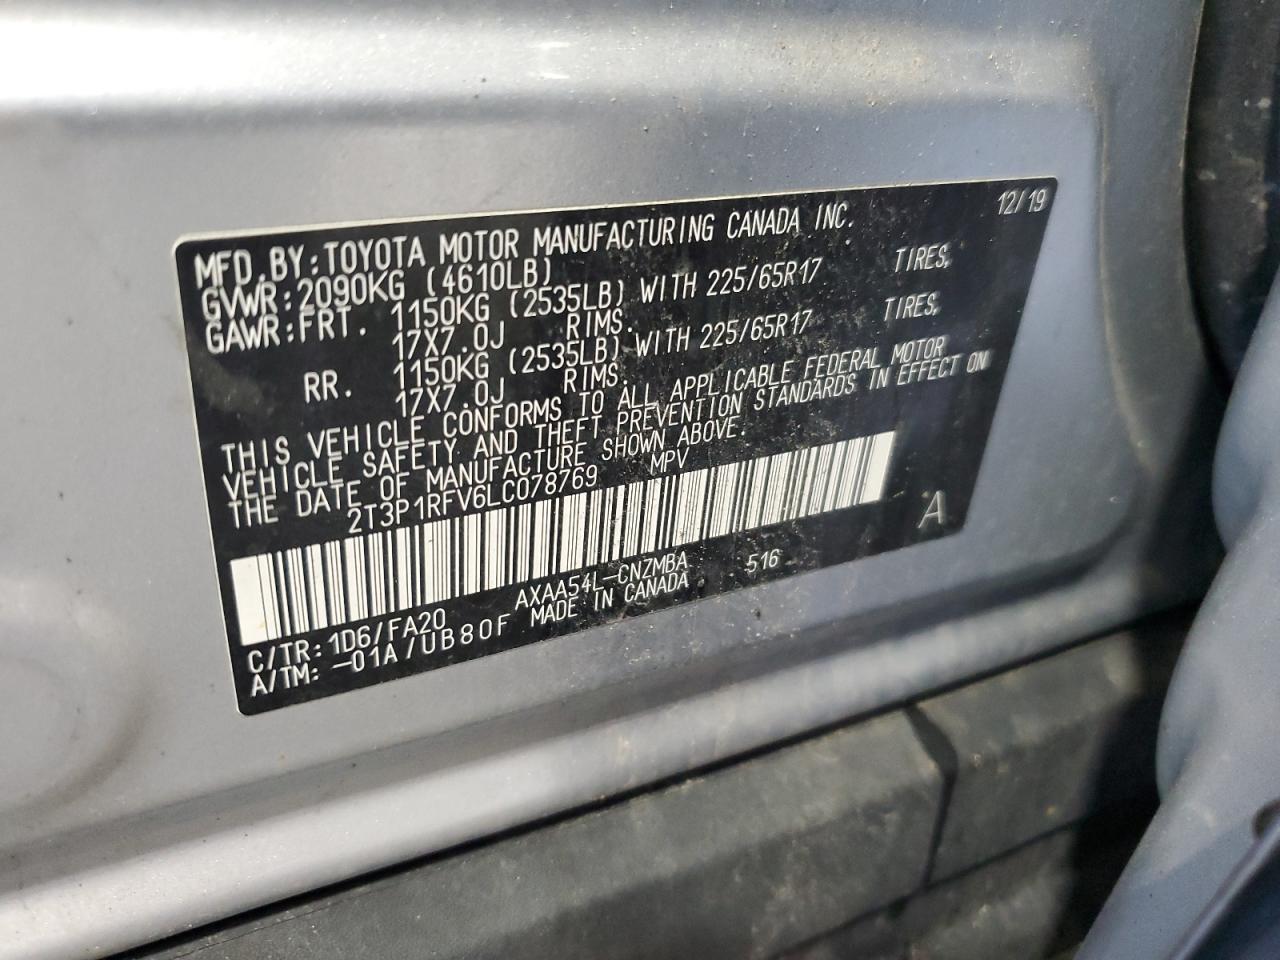 12/19
MFD.BY: TOYOTA MOTOR MANUFACTURING CANADA INC.
GVWR: 2090KG (4610LB)
GAWR: FRT. 1150KG (2535LB) WITH 225/65R17 TIRES,
17X7.0J RIMS.
RR. 1150KG (2535LB) WITH 225/65R17 TIRES,
17X7.0J RIMS.
THIS VEHICLE CONFORMS TO ALL APPLICABLE FEDERAL MOTOR
VEHICLE SAFETY AND THEFT PREVENTION STANDARDS IN EFFECT ON
THE DATE OF MANUFACTURE SHOWN ABOVE.
2T3P1RFV6LC078769 MPV
A
C/TR: 1D6/FA20 AXAA54L-CNZMBA 516
A/TM: -01A/UB80F MADE IN CANADA